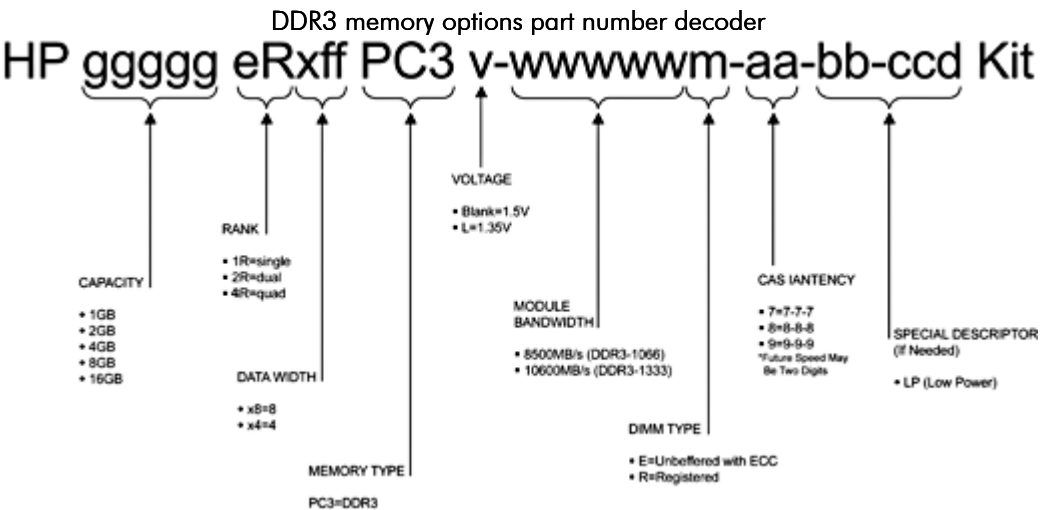 DDR3 memory options part number decoder
HP ggggg eRxff PC3 v-wwwwwm-aa-bb-ccd Kit
VOLTAGE
▪ Blank=1.5V
▪ L=1.35V
RANK
▪ 1R=single
▪ 2R=dual
▪ 4R=quad
CAPACITY
• 1GB
• 2GB
• 4GB
• 8GB
• 16GB
CAS IANTENCY
▪ 7=7-7-7
▪ 8=8-8-8
▪ 9=9-9-9
*Future Speed May
Be Two Digits
MODULE
BANDWIDTH
• 8500MB/s (DDR3-1066)
• 10600MB/s (DDR3-1333)
SPECIAL DESCRIPTOR
(If Needed)
• LP (Low Power)
DATA WIDTH
• x8=8
• x4=4
DIMM TYPE
• E=Unbeffered with ECC
• R=Registered
MEMORY TYPE
PC3=DDR3